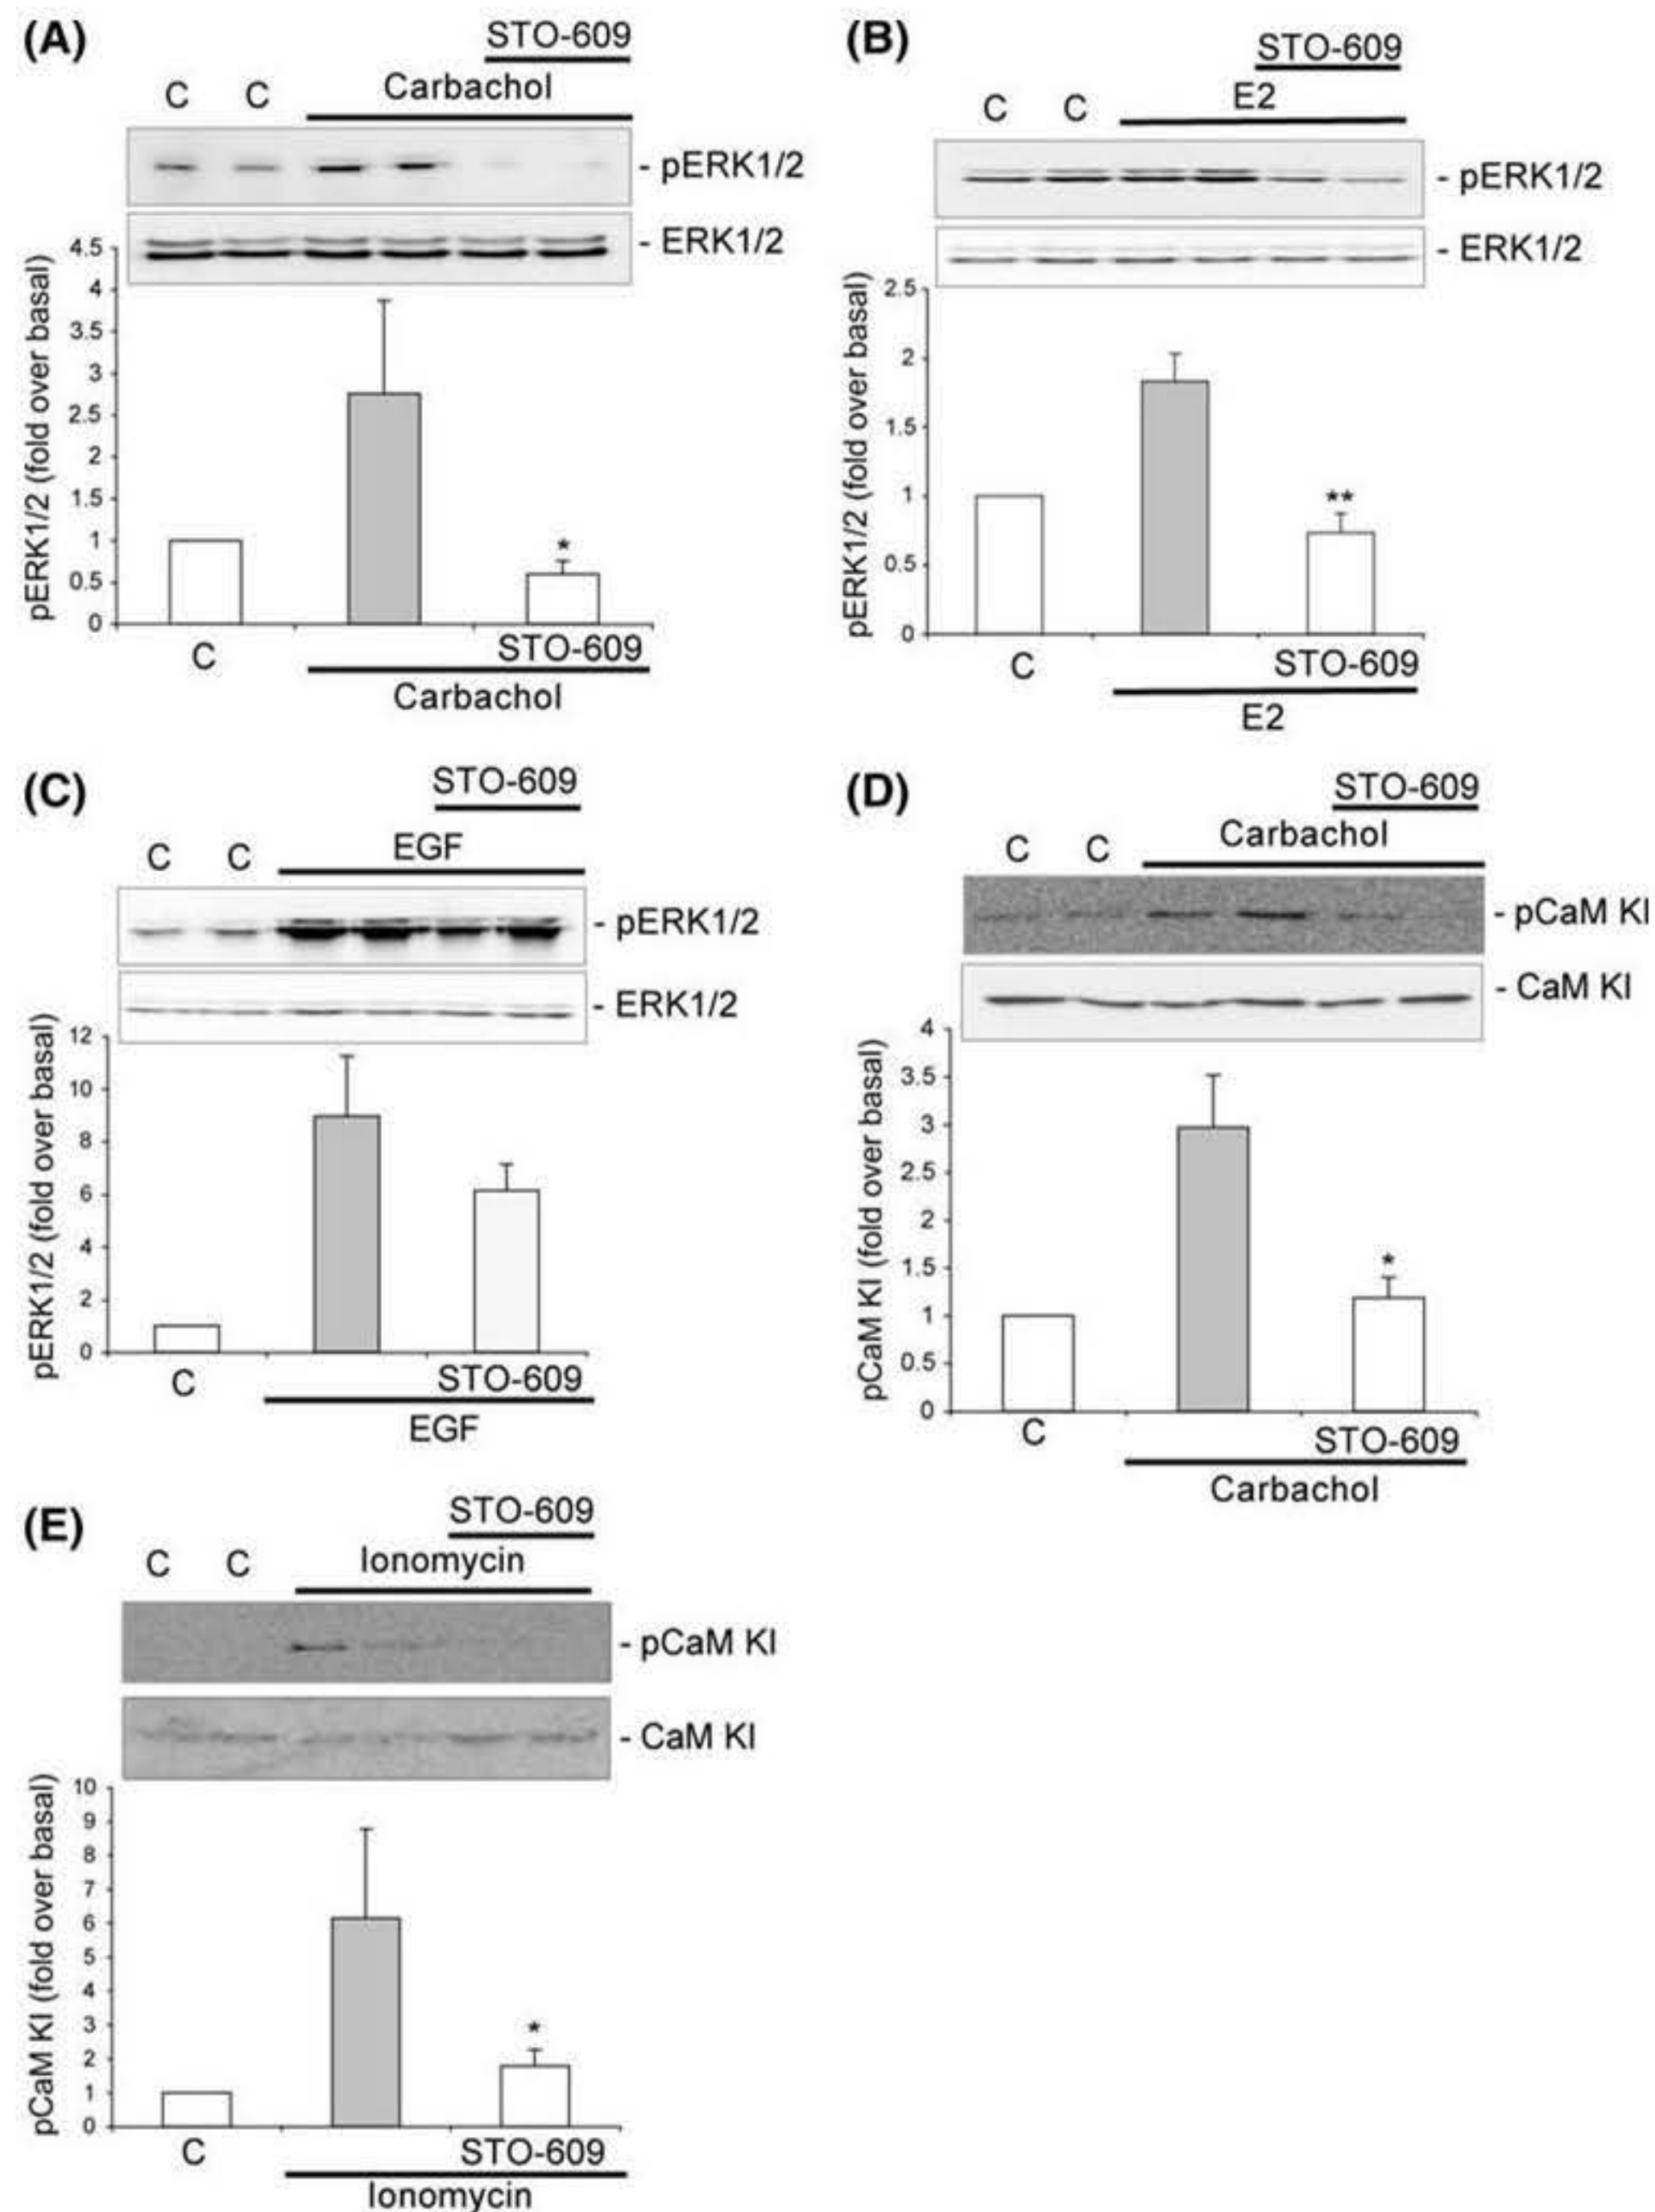 (A)
STO-609
C C Carbachol
- pERK1/2
- ERK1/2
pERK1/2 (fold over basal)
4.5
4
3.5
3
2.5
2
1.5
1
0.5
0
*
C STO-609
Carbachol
(B)
STO-609
C C E2
- pERK1/2
- ERK1/2
pERK1/2 (fold over basal)
2.5
2
1.5
1
0.5
0
**
C STO-609
E2
(C)
STO-609
C C EGF
- pERK1/2
- ERK1/2
pERK1/2 (fold over basal)
12
10
8
6
4
2
0
C STO-609
EGF
(D)
STO-609
C C Carbachol
- pCaM KI
- CaM KI
pCaM KI (fold over basal)
4
3.5
3
2.5
2
1.5
1
0.5
0
*
C STO-609
Carbachol
(E)
STO-609
C C Ionomycin
- pCaM KI
- CaM KI
pCaM KI (fold over basal)
10
9
8
7
6
5
4
3
2
1
0
*
C STO-609
Ionomycin